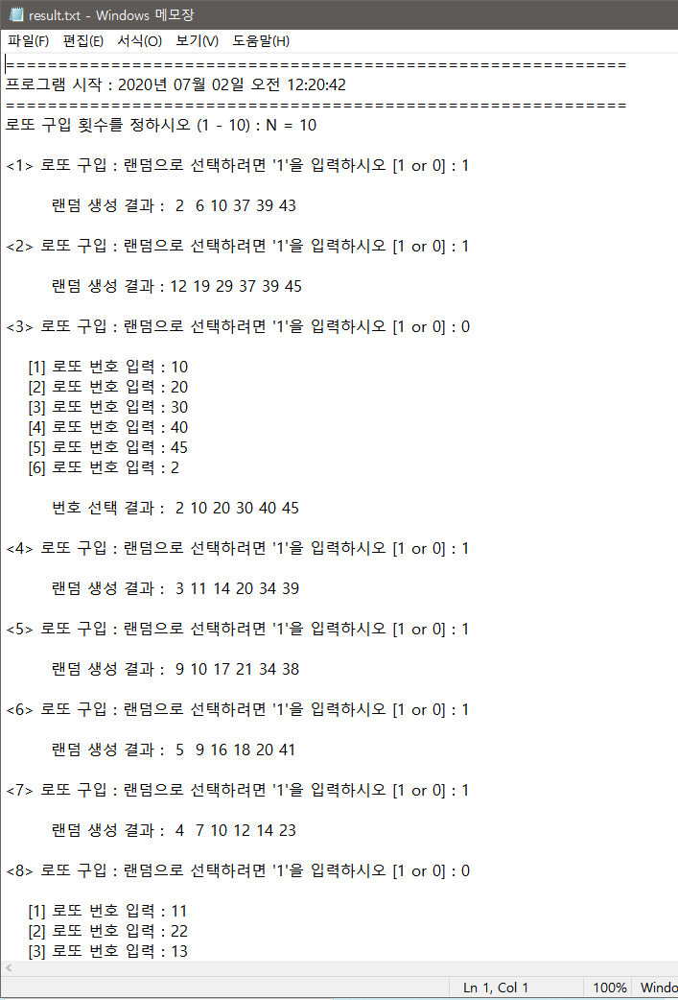 result.txt - Windows 메모장
파일(F) 편집(E) 서식(O) 보기(V) 도움말(H)
===========================================================
프로그램 시작 : 2020년 07월 02일 오전 12:20:42
===========================================================
로또 구입 횟수를 정하시오 (1 - 10) : N = 10
<1> 로또 구입 : 랜덤으로 선택하려면 '1'을 입력하시오 [1 or 0] : 1
랜덤 생성 결과 :  2  6 10 37 39 43
<2> 로또 구입 : 랜덤으로 선택하려면 '1'을 입력하시오 [1 or 0] : 1
랜덤 생성 결과 : 12 19 29 37 39 45
<3> 로또 구입 : 랜덤으로 선택하려면 '1'을 입력하시오 [1 or 0] : 0
[1] 로또 번호 입력 : 10
[2] 로또 번호 입력 : 20
[3] 로또 번호 입력 : 30
[4] 로또 번호 입력 : 40
[5] 로또 번호 입력 : 45
[6] 로또 번호 입력 : 2
번호 선택 결과 :  2 10 20 30 40 45
<4> 로또 구입 : 랜덤으로 선택하려면 '1'을 입력하시오 [1 or 0] : 1
랜덤 생성 결과 :  3 11 14 20 34 39
<5> 로또 구입 : 랜덤으로 선택하려면 '1'을 입력하시오 [1 or 0] : 1
랜덤 생성 결과 :  9 10 17 21 34 38
<6> 로또 구입 : 랜덤으로 선택하려면 '1'을 입력하시오 [1 or 0] : 1
랜덤 생성 결과 :  5  9 16 18 20 41
<7> 로또 구입 : 랜덤으로 선택하려면 '1'을 입력하시오 [1 or 0] : 1
랜덤 생성 결과 :  4  7 10 12 14 23
<8> 로또 구입 : 랜덤으로 선택하려면 '1'을 입력하시오 [1 or 0] : 0
[1] 로또 번호 입력 : 11
[2] 로또 번호 입력 : 22
[3] 로또 번호 입력 : 13
Ln 1, Col 1 100% Windo